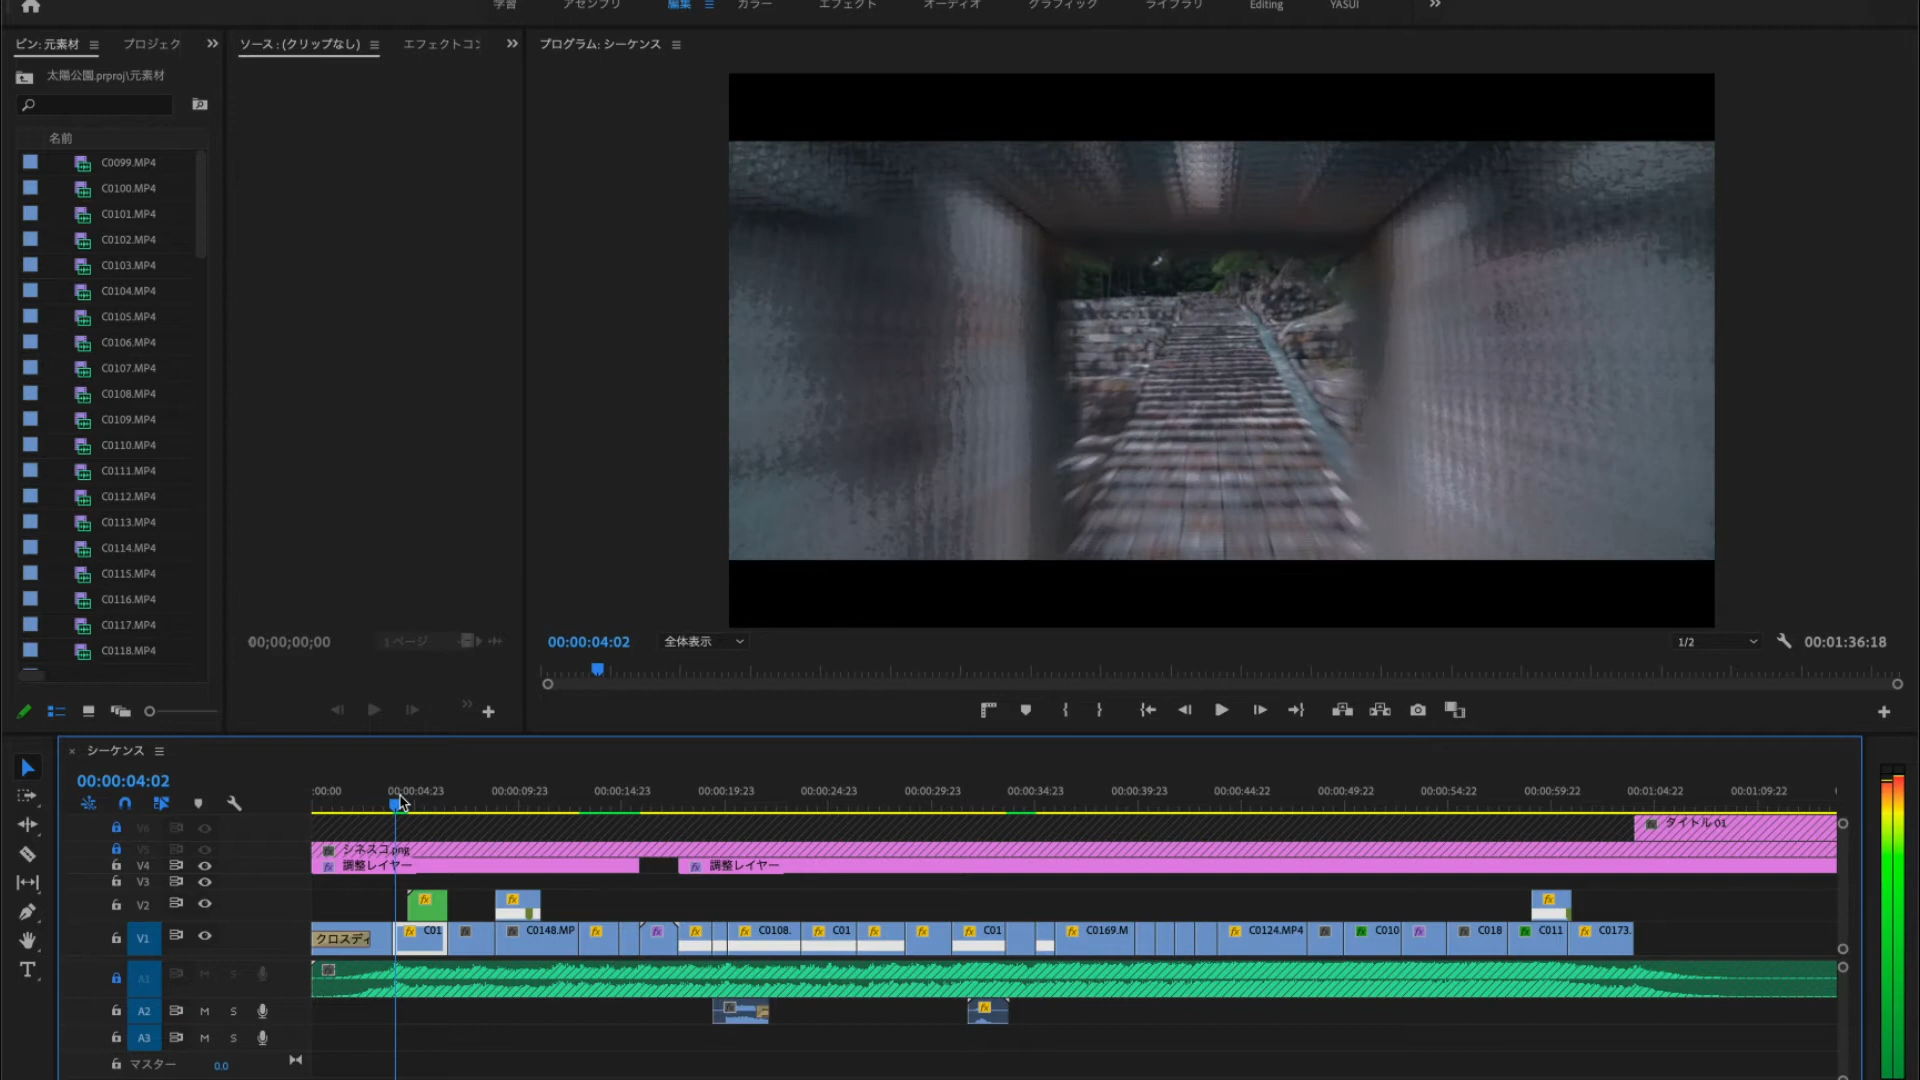 学習 アセンブリ 編集 カラー エフェクト オーディオ グラフィック ライブラリ Editing YASUI
ビン: 元素材 プロジェク
ソース : (クリップなし) エフェクトコン
プログラム: シーケンス
太陽公園.prproj\元素材
名前
C0099.MP4
C0100.MP4
C0101.MP4
C0102.MP4
C0103.MP4
C0104.MP4
C0105.MP4
C0106.MP4
C0107.MP4
C0108.MP4
C0109.MP4
C0110.MP4
C0111.MP4
C0112.MP4
C0113.MP4
C0114.MP4
C0115.MP4
C0116.MP4
C0117.MP4
C0118.MP4
00;00;00;00 1 ページ
00:00:04:02 全体表示 1/2 00:01:36:18
シーケンス
00:00:04:02
:00:00 00:00:04:23 00:00:09:23 00:00:14:23 00:00:19:23 00:00:24:23 00:00:29:23 00:00:34:23 00:00:39:23 00:00:44:22 00:00:49:22 00:00:54:22 00:00:59:22 00:01:04:22 00:01:09:22
V6 タイトル 01
V5 シネスコ.png
V4 調整レイヤー 調整レイヤー
V3
V2
V1 クロスディ C01 C0148.MP C0108. C01 C01 C0169.M C0124.MP4 C010 C018 C011 C0173.
A1 M S
A2 M S
A3 M S
マスター 0.0